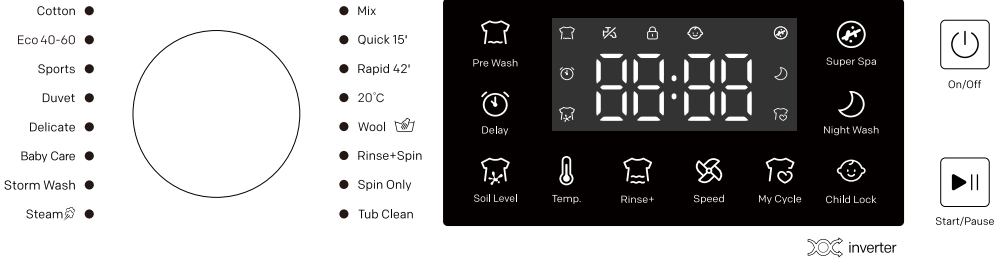 Cotton
Eco 40-60
Sports
Duvet
Delicate
Baby Care
Storm Wash
Steam
Mix
Quick 15'
Rapid 42'
20°C
Wool
Rinse+Spin
Spin Only
Tub Clean
Pre Wash
Delay
88:88
Super Spa
Night Wash
Soil Level
Temp.
Rinse+
Speed
My Cycle
Child Lock
On/Off
Start/Pause
inverter